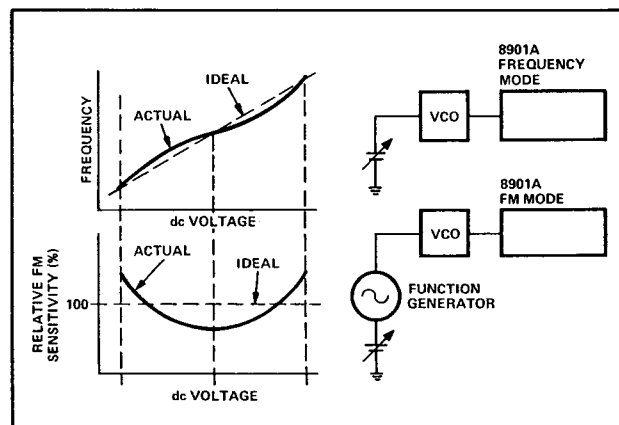 8901A
FREQUENCY
MODE
IDEAL
ACTUAL
FREQUENCY
VCO
dc VOLTAGE
8901A
FM MODE
VCO
ACTUAL
IDEAL
RELATIVE FM
SENSITIVITY (%)
100
FUNCTION
GENERATOR
dc VOLTAGE